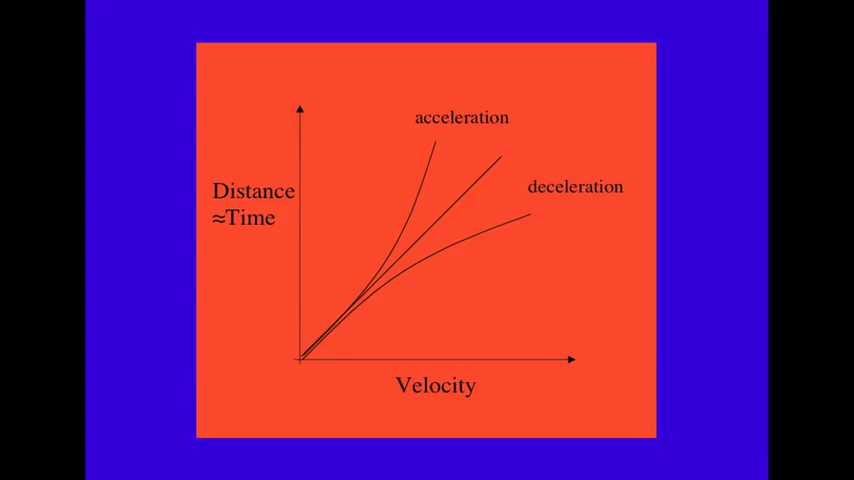 acceleration
deceleration
Distance
≈Time
Velocity